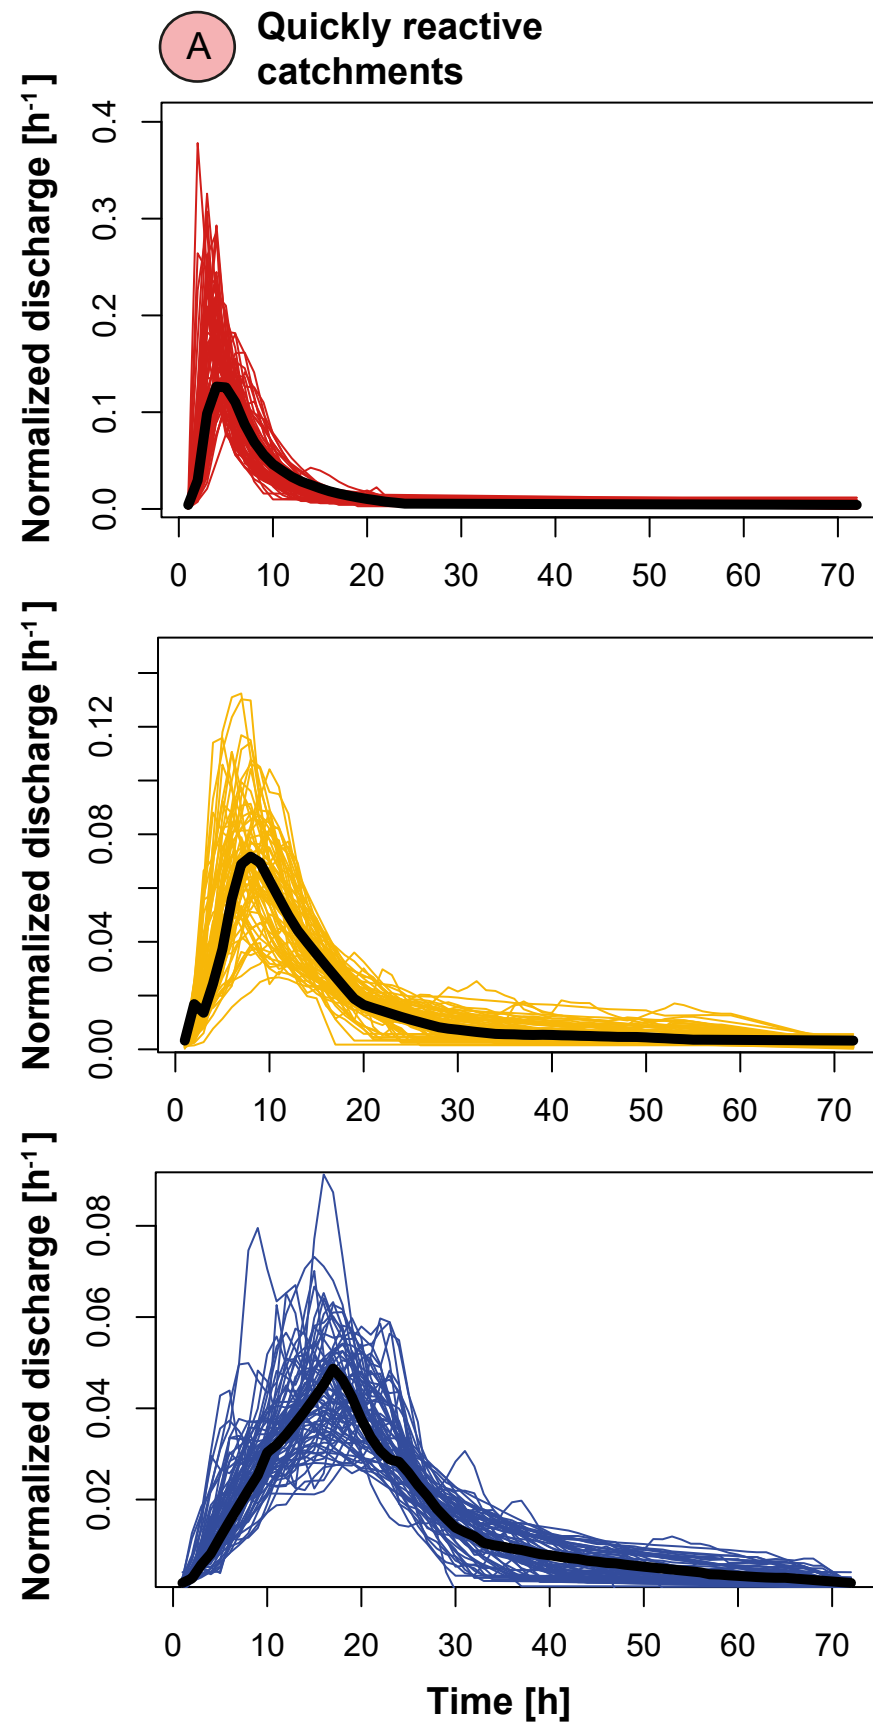 A
Quickly reactive
catchments
Normalized discharge [h⁻¹]
0.4
0.3
0.2
0.1
0.0
0 10 20 30 40 50 60 70
Normalized discharge [h⁻¹]
0.12
0.08
0.04
0.00
0 10 20 30 40 50 60 70
Normalized discharge [h⁻¹]
0.08
0.06
0.04
0.02
0 10 20 30 40 50 60 70
Time [h]